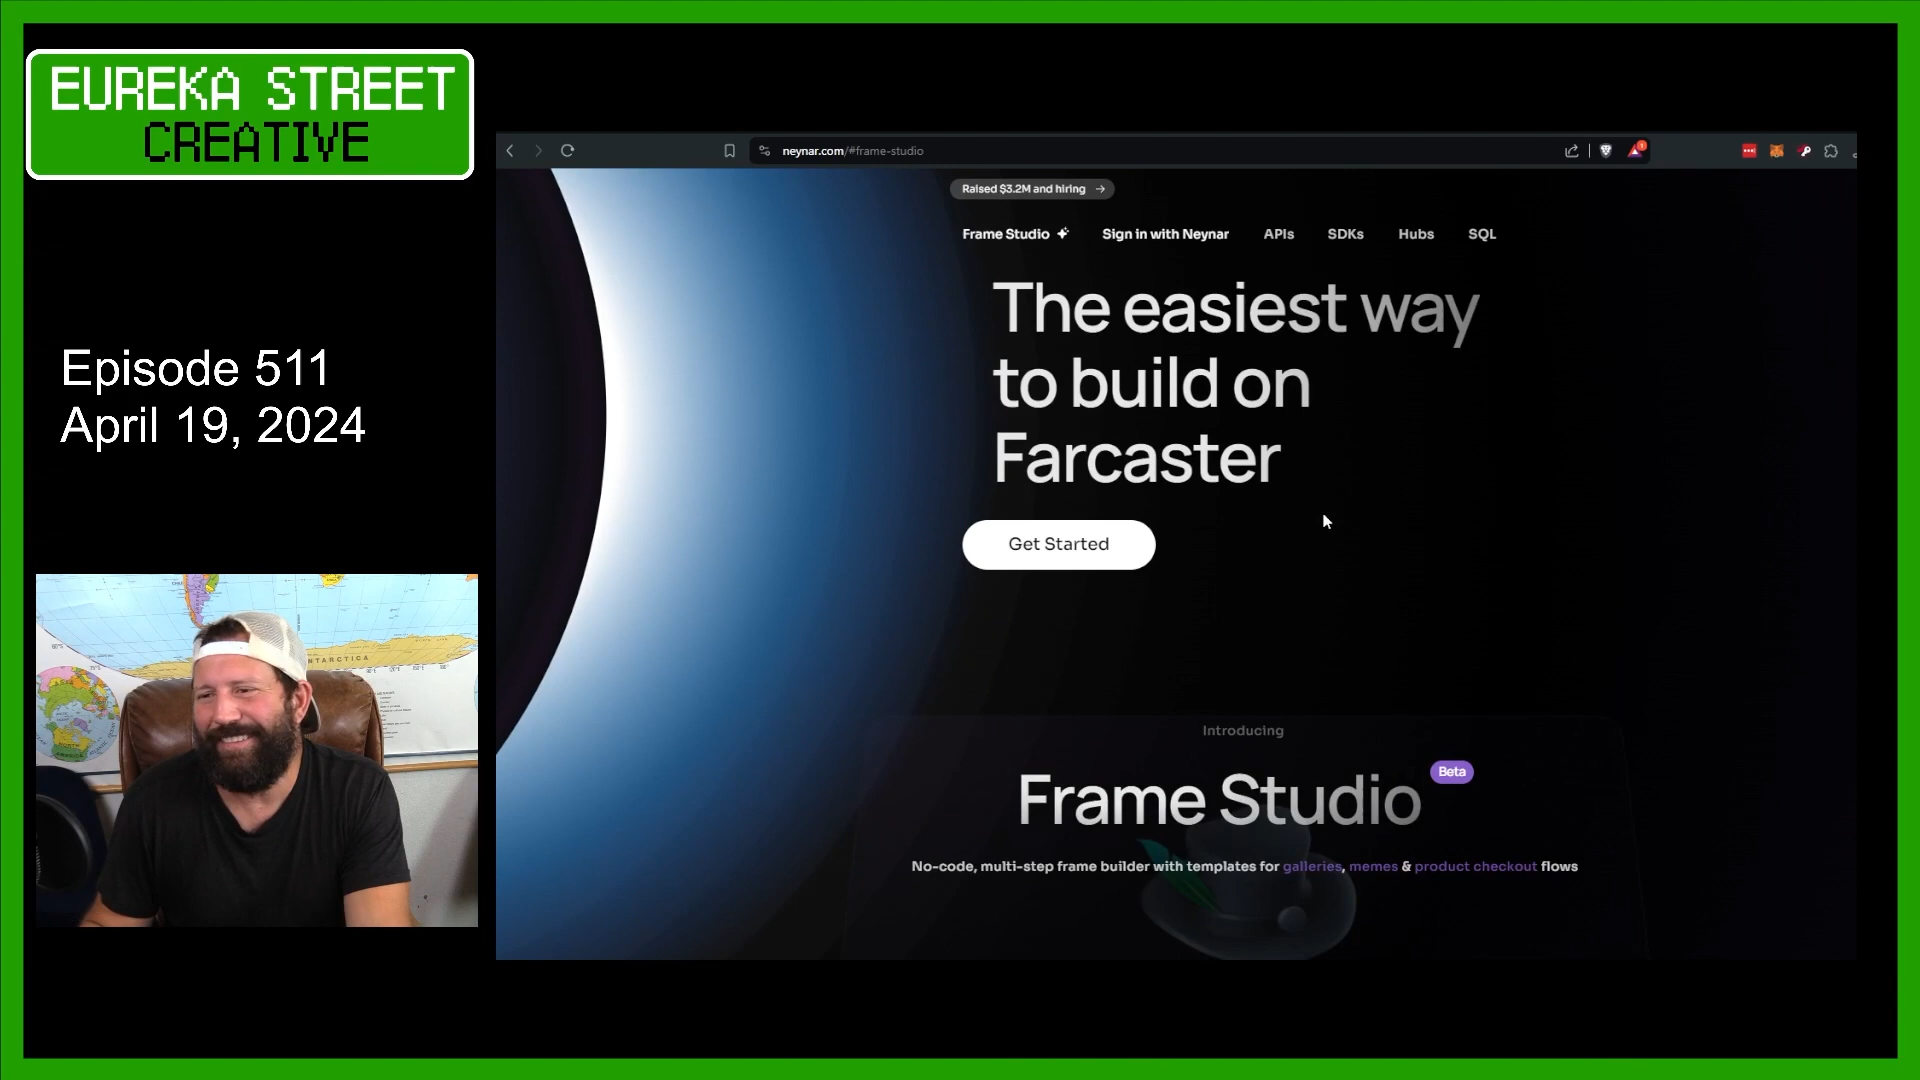 EUREKA STREET
CREATIVE
Episode 511
April 19, 2024
neynar.com/#frame-studio
Raised $3.2M and hiring →
Frame Studio
Sign in with Neynar
APIs
SDKs
Hubs
SQL
The easiest way
to build on
Farcaster
Get Started
Introducing
Frame Studio
Beta
No-code, multi-step frame builder with templates for galleries, memes & product checkout flows
ANTARCTICA